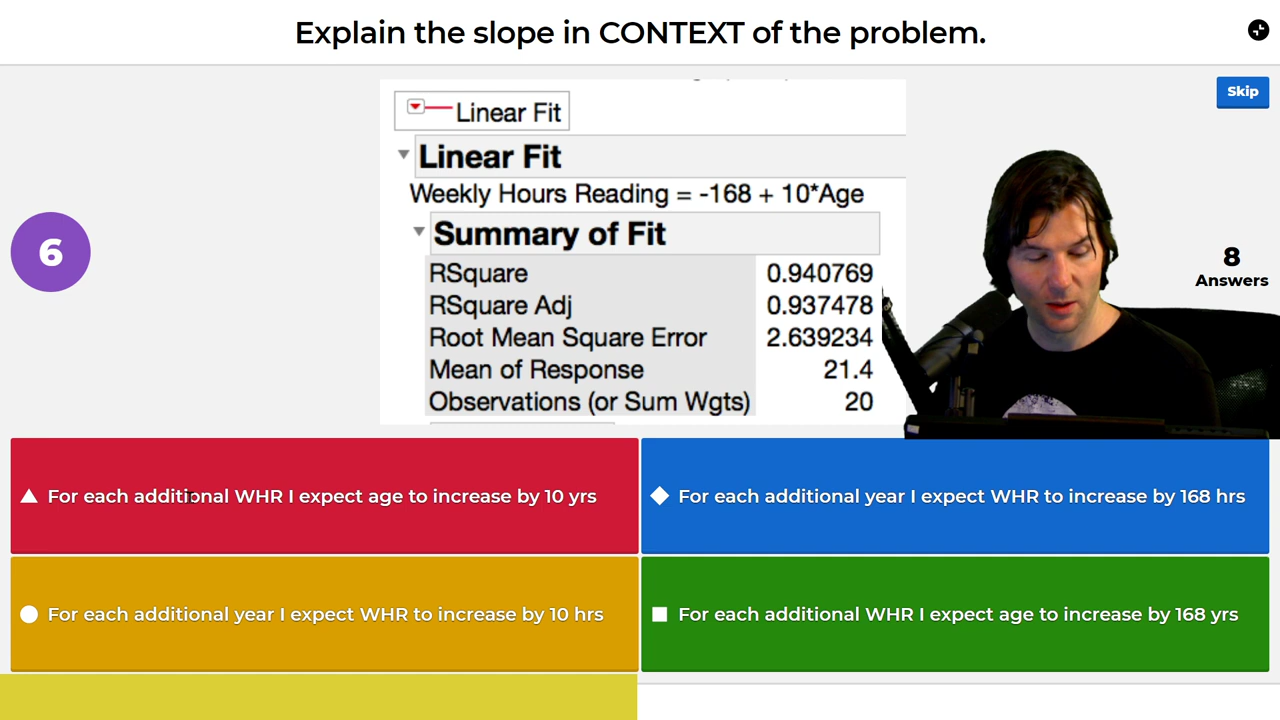 Explain the slope in CONTEXT of the problem.
Skip
Linear Fit
Linear Fit
Weekly Hours Reading = -168 + 10*Age
Summary of Fit
RSquare 0.940769
RSquare Adj 0.937478
Root Mean Square Error 2.639234
Mean of Response 21.4
Observations (or Sum Wgts) 20
6
8
Answers
For each additional WHR I expect age to increase by 10 yrs
For each additional year I expect WHR to increase by 168 hrs
For each additional year I expect WHR to increase by 10 hrs
For each additional WHR I expect age to increase by 168 yrs